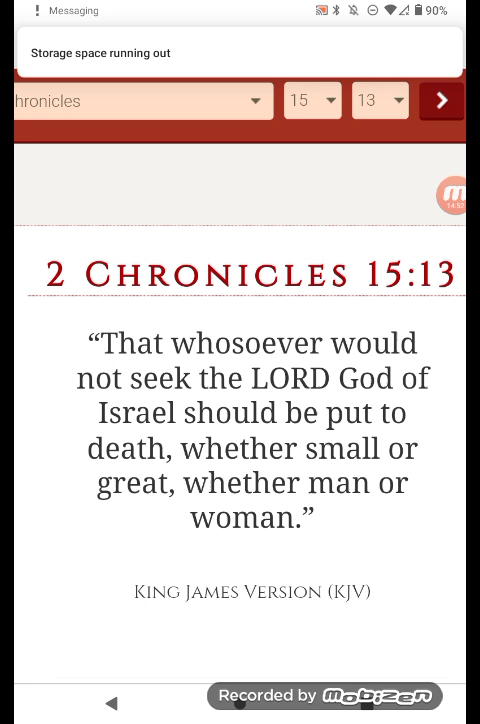 ! Messaging 90%
Storage space running out
hronicles 15 13
m
14:52
2 Chronicles 15:13
“That whosoever would
not seek the LORD God of
Israel should be put to
death, whether small or
great, whether man or
woman.”
King James Version (KJV)
Recorded by mobizen